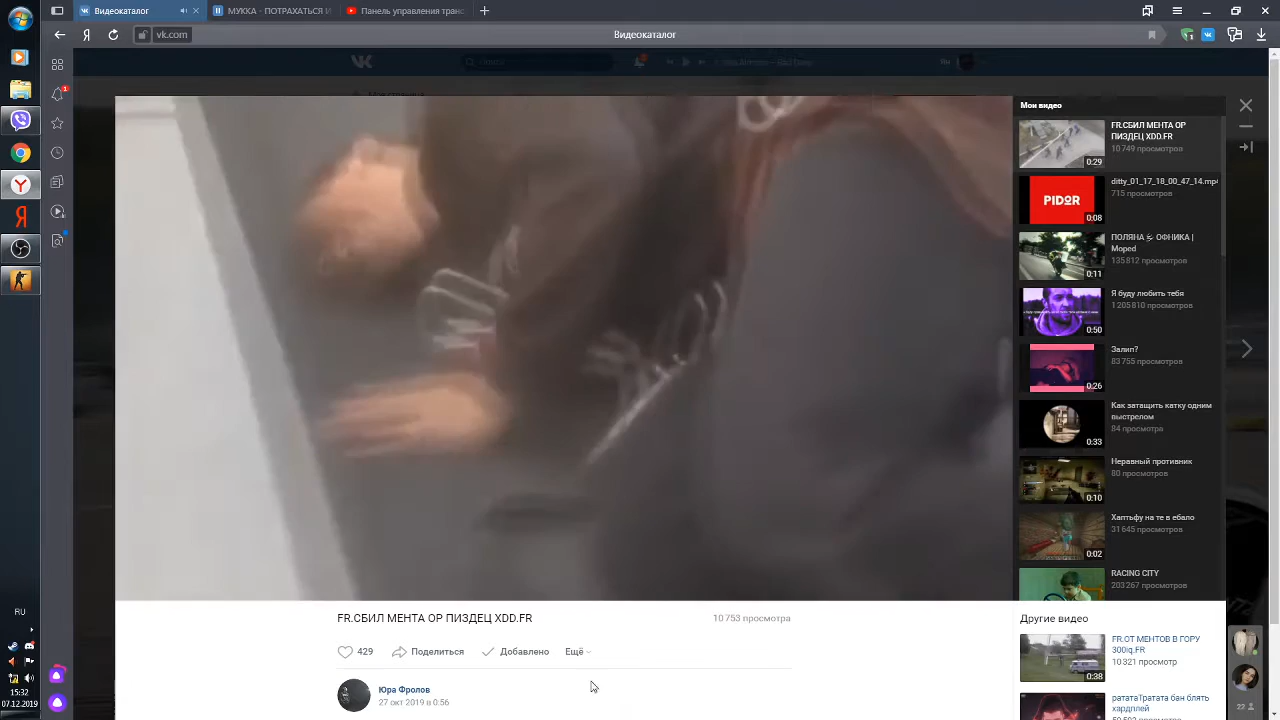 Видеокаталог
МУККА - ПОТРАХАТЬСЯ И
Панель управления транс
vk.com
Видеокаталог
Моя страница
Мои видео
FR.СБИЛ МЕНТА ОР
ПИЗДЕЦ XDD.FR
10 749 просмотров
0:29
ditty_01_17_18_00_47_14.mp4
715 просмотров
PIDOR
0:08
ПОЛЯНА 乡 ОФНИКА |
Moped
135 812 просмотров
0:11
Я буду любить тебя
1 205 810 просмотров
0:50
Залип?
83 755 просмотров
0:26
Как затащить катку одним
выстрелом
84 просмотра
0:33
Неравный противник
80 просмотров
0:10
Хаптьфу на те в ебало
31 645 просмотров
0:02
RACING CITY
203 267 просмотров
FR.СБИЛ МЕНТА ОР ПИЗДЕЦ XDD.FR
10 753 просмотра
429
Поделиться
Добавлено
Ещё
Юра Фролов
27 окт 2019 в 0:56
Другие видео
FR.ОТ МЕНТОВ В ГОРУ
300iq.FR
10 321 просмотр
0:38
рататаТратата бан блять
хардплей
RU
15:32
07.12.2019
22